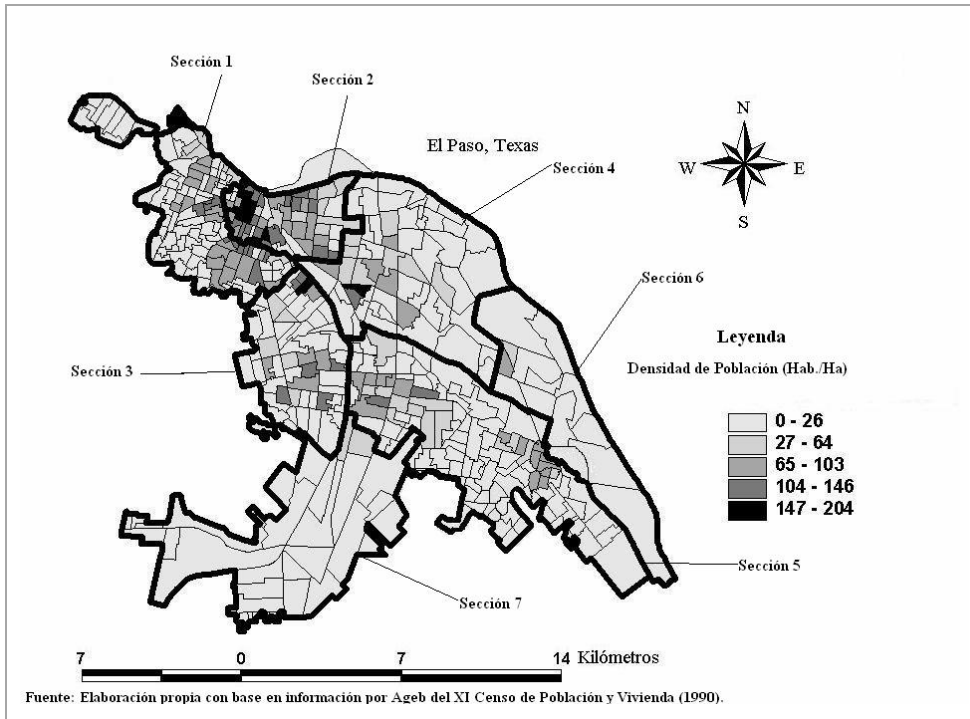 Sección 1
Sección 2
El Paso, Texas
Sección 4
N
W E
S
Sección 6
Leyenda
Densidad de Población (Hab./Ha)
0 - 26
27 - 64
65 - 103
104 - 146
147 - 204
Sección 3
Sección 5
Sección 7
7 0 7 14 Kilómetros
Fuente: Elaboración propia con base en información por Ageb del XI Censo de Población y Vivienda (1990).